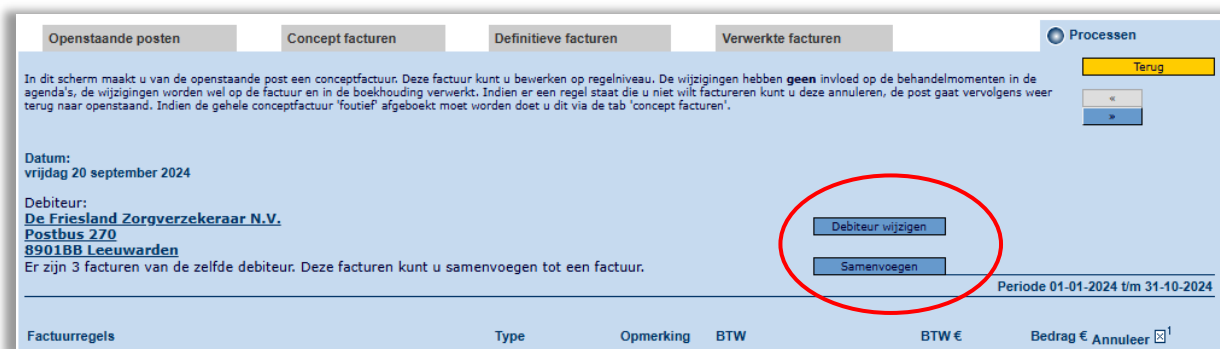 Openstaande posten Concept facturen Definitieve facturen Verwerkte facturen Processen
Terug
In dit scherm maakt u van de openstaande post een conceptfactuur. Deze factuur kunt u bewerken op regelniveau. De wijzigingen hebben geen invloed op de behandelmomenten in de
agenda's, de wijzigingen worden wel op de factuur en in de boekhouding verwerkt. Indien er een regel staat die u niet wilt factureren kunt u deze annuleren, de post gaat vervolgens weer
terug naar openstaand. Indien de gehele conceptfactuur 'foutief' afgeboekt moet worden doet u dit via de tab 'concept facturen'.
«
»
Datum:
vrijdag 20 september 2024
Debiteur:
De Friesland Zorgverzekeraar N.V.
Postbus 270
8901BB Leeuwarden
Debiteur wijzigen
Er zijn 3 facturen van de zelfde debiteur. Deze facturen kunt u samenvoegen tot een factuur.
Samenvoegen
Periode 01-01-2024 t/m 31-10-2024
Factuurregels Type Opmerking BTW BTW € Bedrag € Annuleer 1